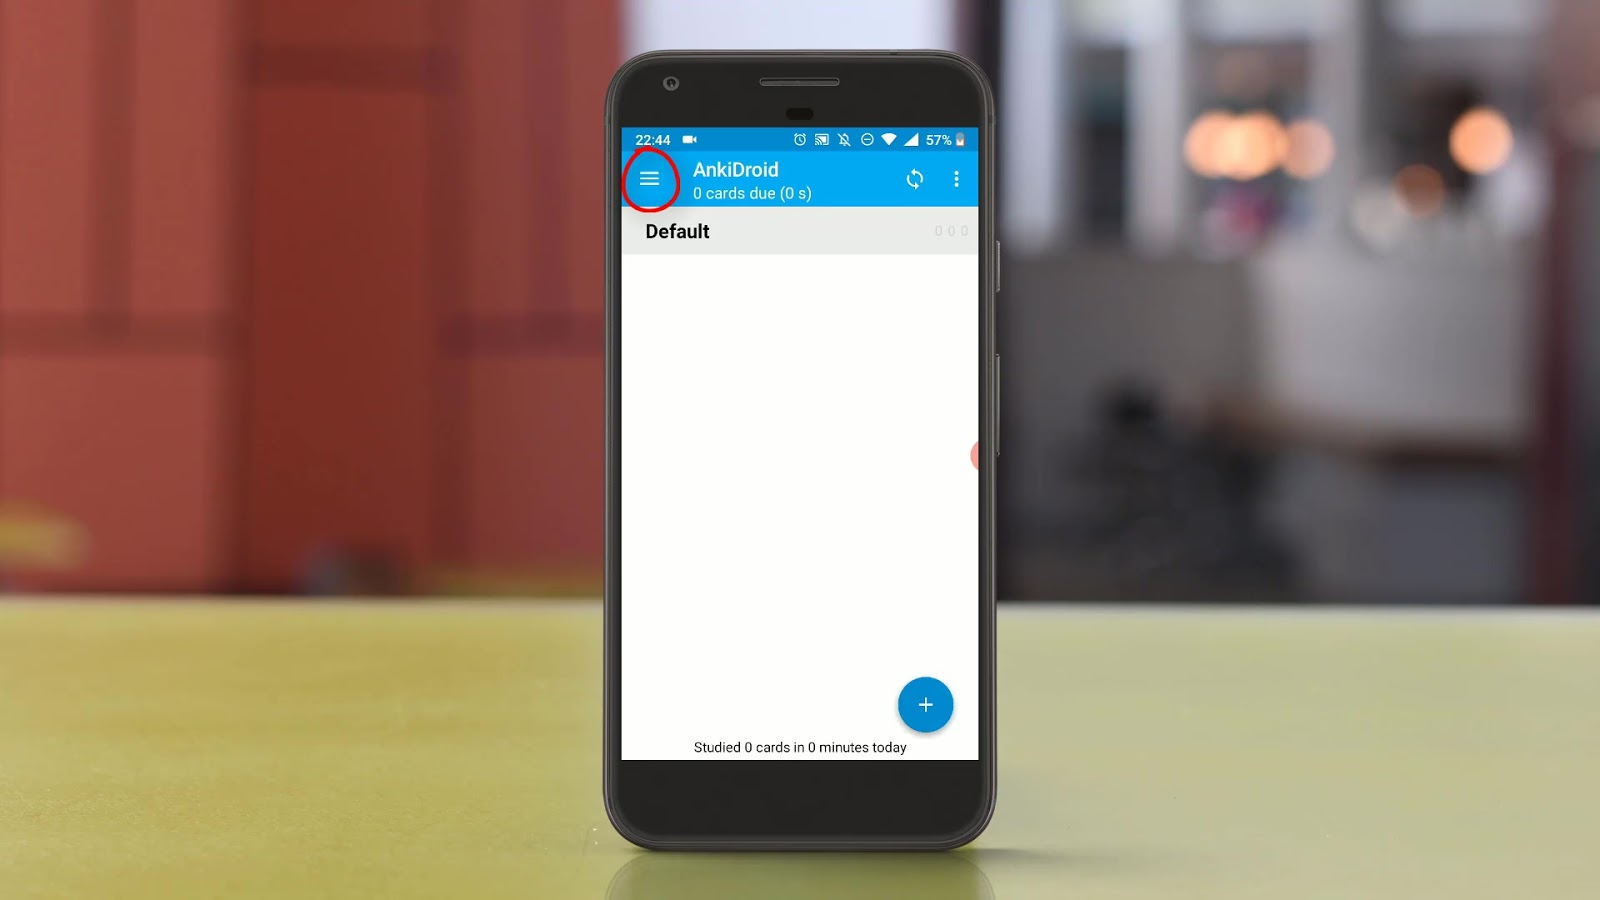 22:44 57%
AnkiDroid
0 cards due (0 s)
Default 0 0 0
Studied 0 cards in 0 minutes today